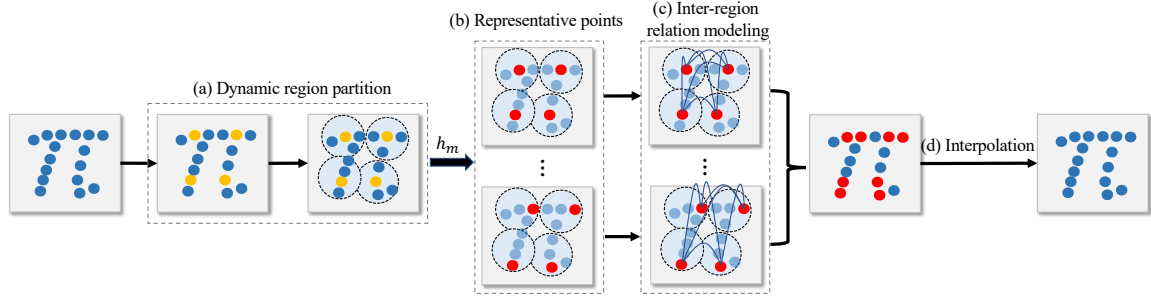 (a) Dynamic region partition
h_m
(b) Representative points
(c) Inter-region
relation modeling
(d) Interpolation